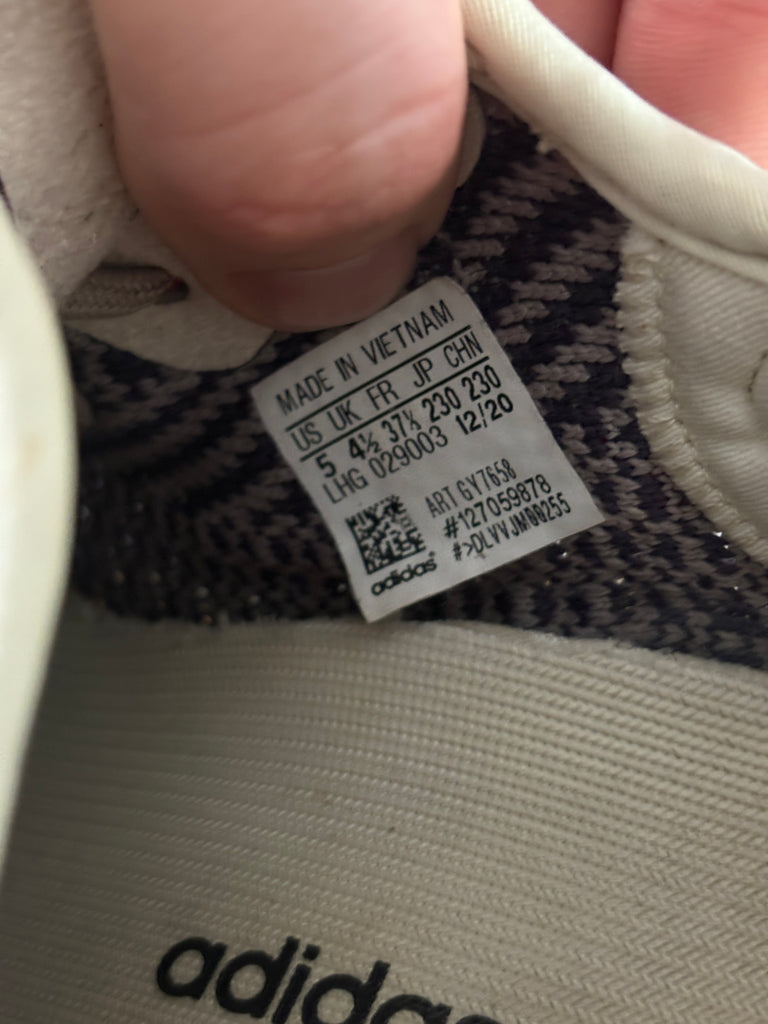 MADE IN VIETNAM
US UK FR JP CHN
5 4½ 37⅓ 230 230
LHG 029003 12/20
ART GY7658
#127059878
#>DLVVJM00255
adidas
adidas